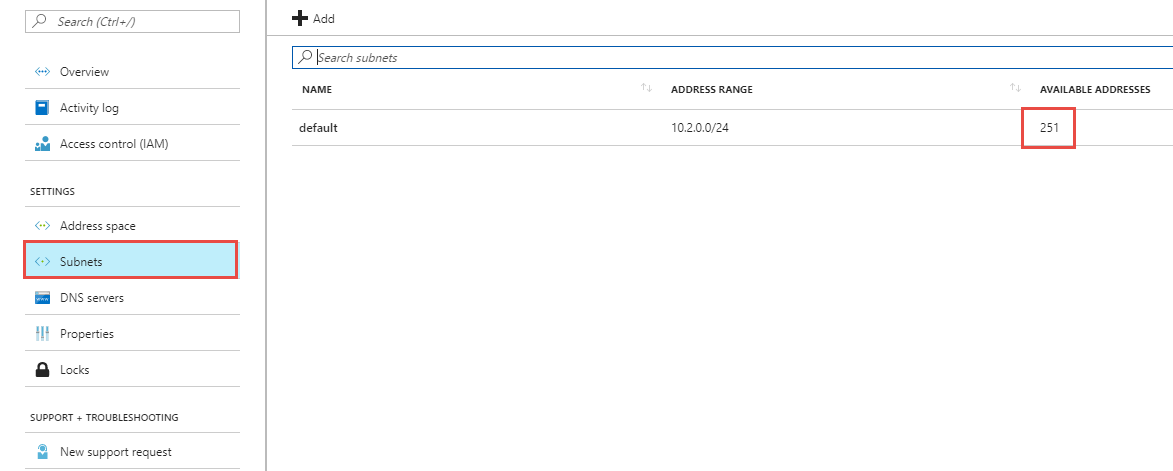 Search (Ctrl+/)
Overview
Activity log
Access control (IAM)
SETTINGS
Address space
Subnets
DNS servers
Properties
Locks
SUPPORT + TROUBLESHOOTING
New support request
Add
Search subnets
NAME ADDRESS RANGE AVAILABLE ADDRESSES
default 10.2.0.0/24 251